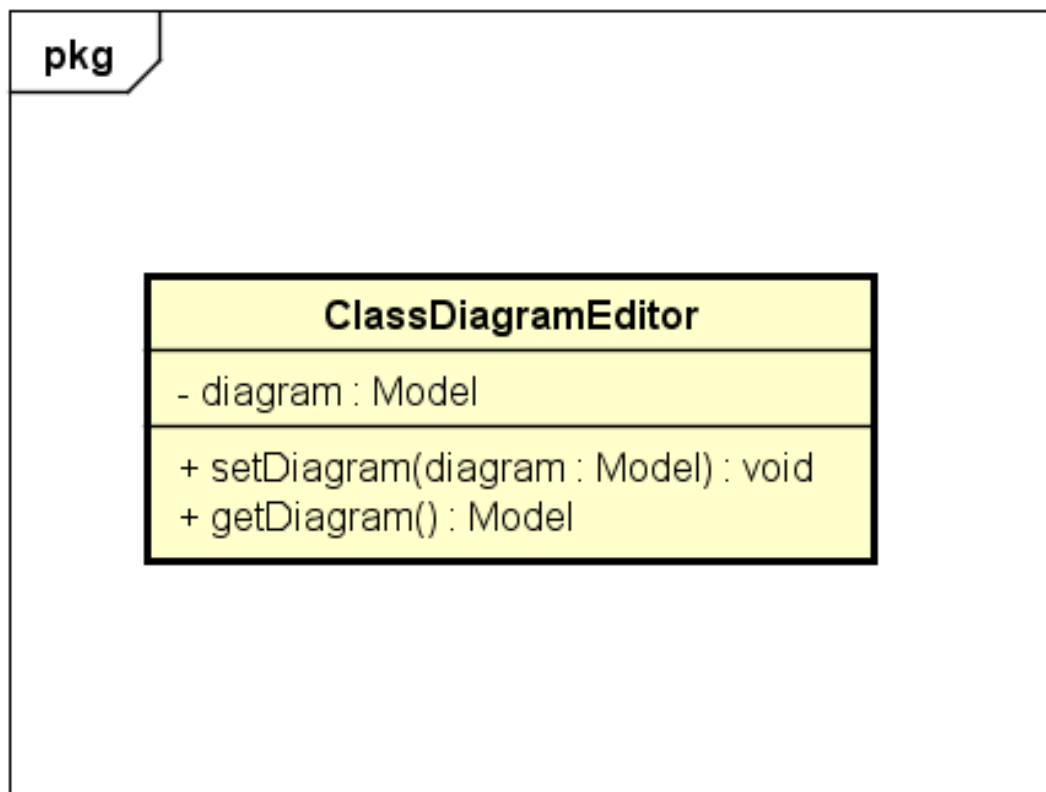 pkg
ClassDiagramEditor
- diagram : Model
+ setDiagram(diagram : Model) : void
+ getDiagram() : Model